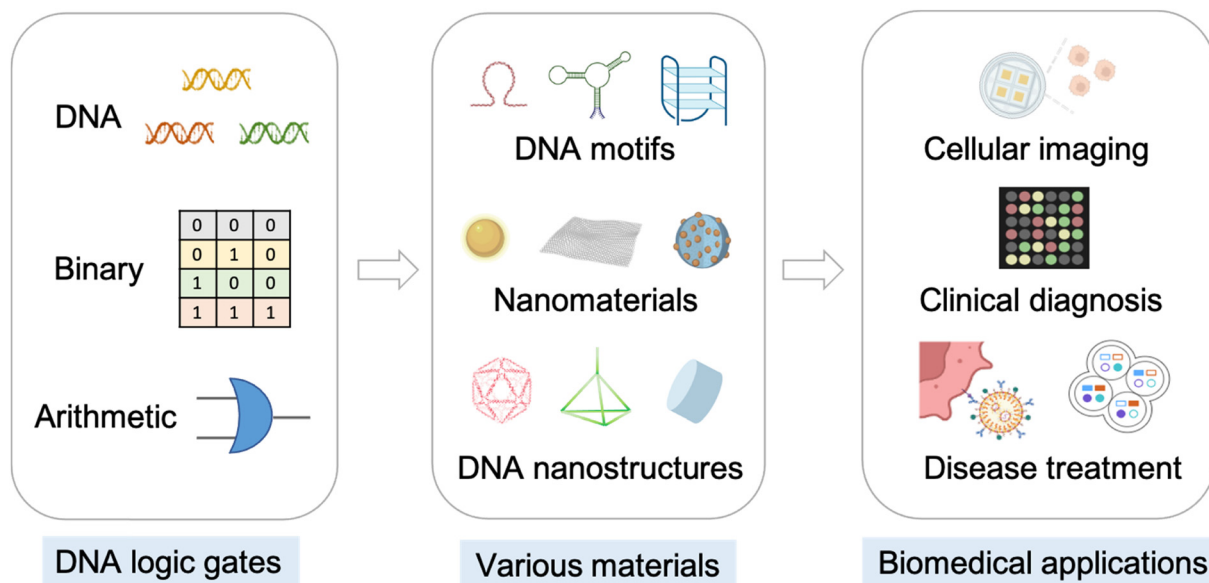 DNA
Binary
0 0 0
0 1 0
1 0 0
1 1 1
Arithmetic
DNA logic gates
DNA motifs
Nanomaterials
DNA nanostructures
Various materials
Cellular imaging
Clinical diagnosis
Disease treatment
Biomedical applications